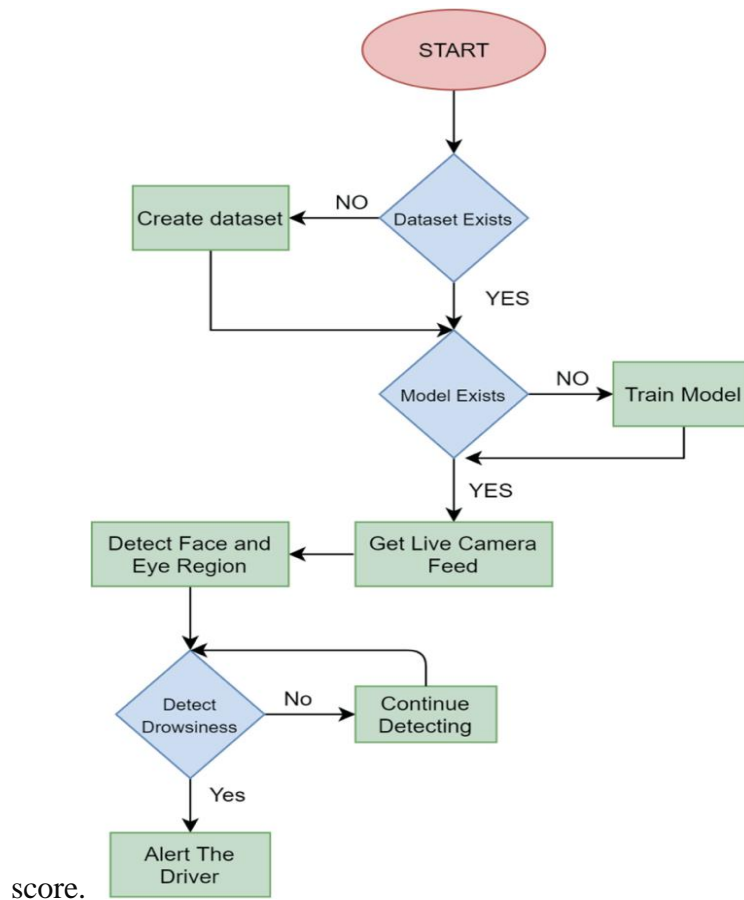 START
NO
Create dataset
Dataset Exists
YES
Model Exists
NO
Train Model
YES
Detect Face and
Eye Region
Get Live Camera
Feed
Detect
Drowsiness
No
Continue
Detecting
Yes
Alert The
Driver
score.